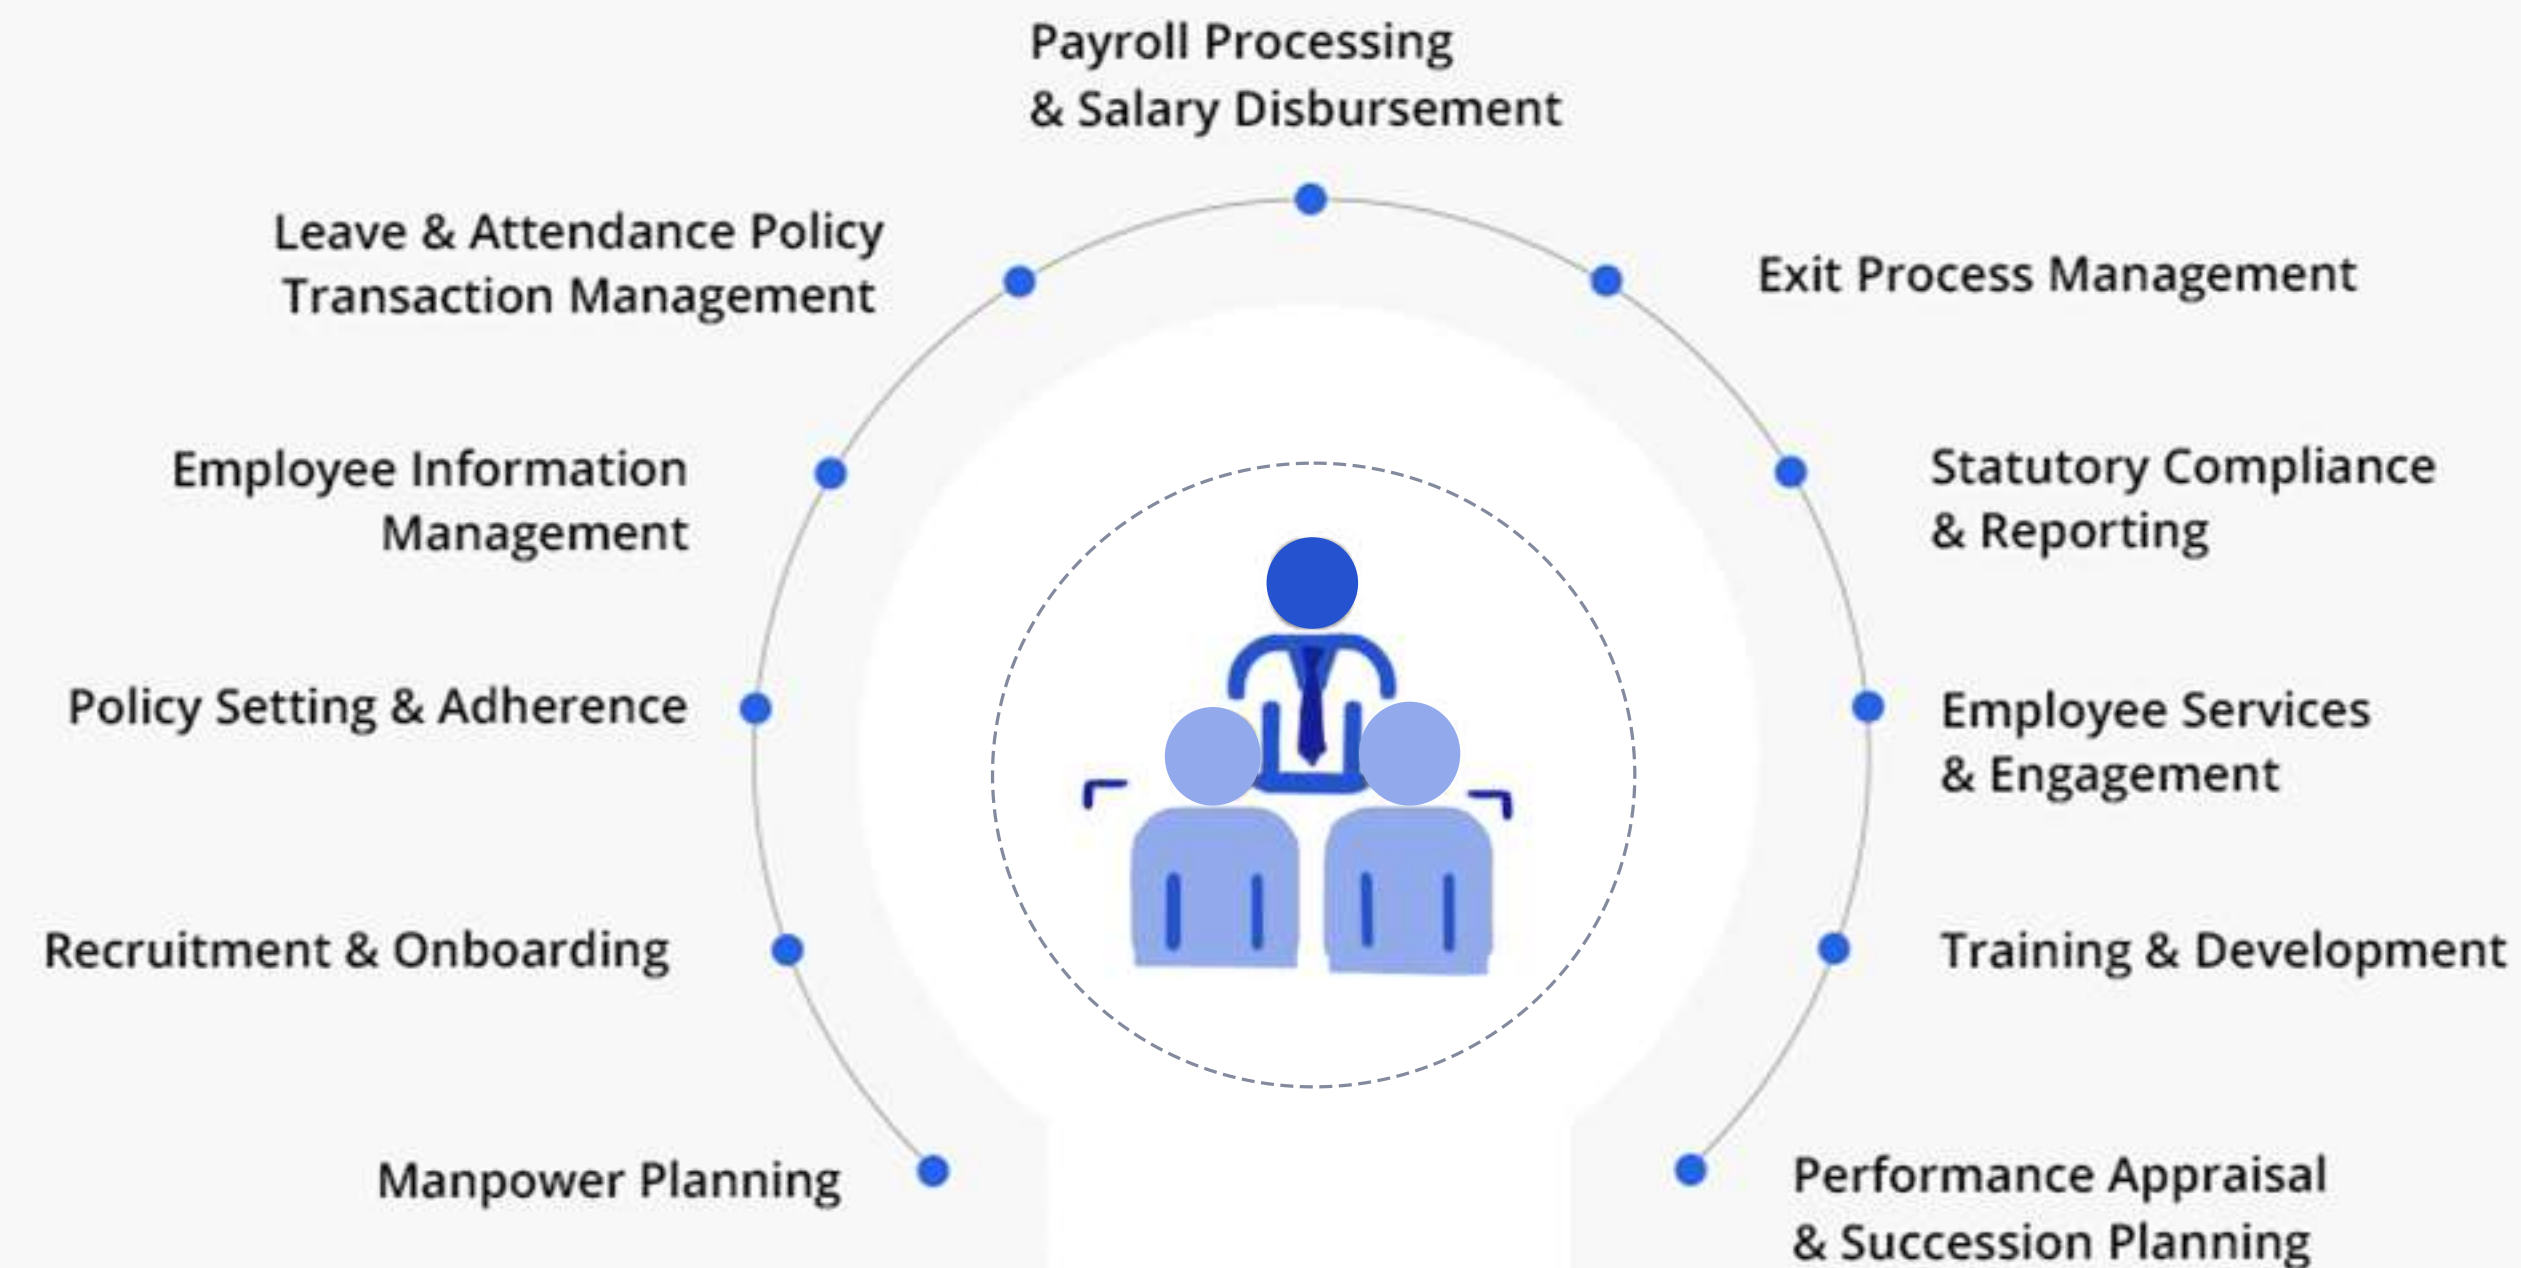 Payroll Processing
& Salary Disbursement
Leave & Attendance Policy
Transaction Management
Exit Process Management
Employee Information
Management
Statutory Compliance
& Reporting
Policy Setting & Adherence
Employee Services
& Engagement
Recruitment & Onboarding
Training & Development
Manpower Planning
Performance Appraisal
& Succession Planning